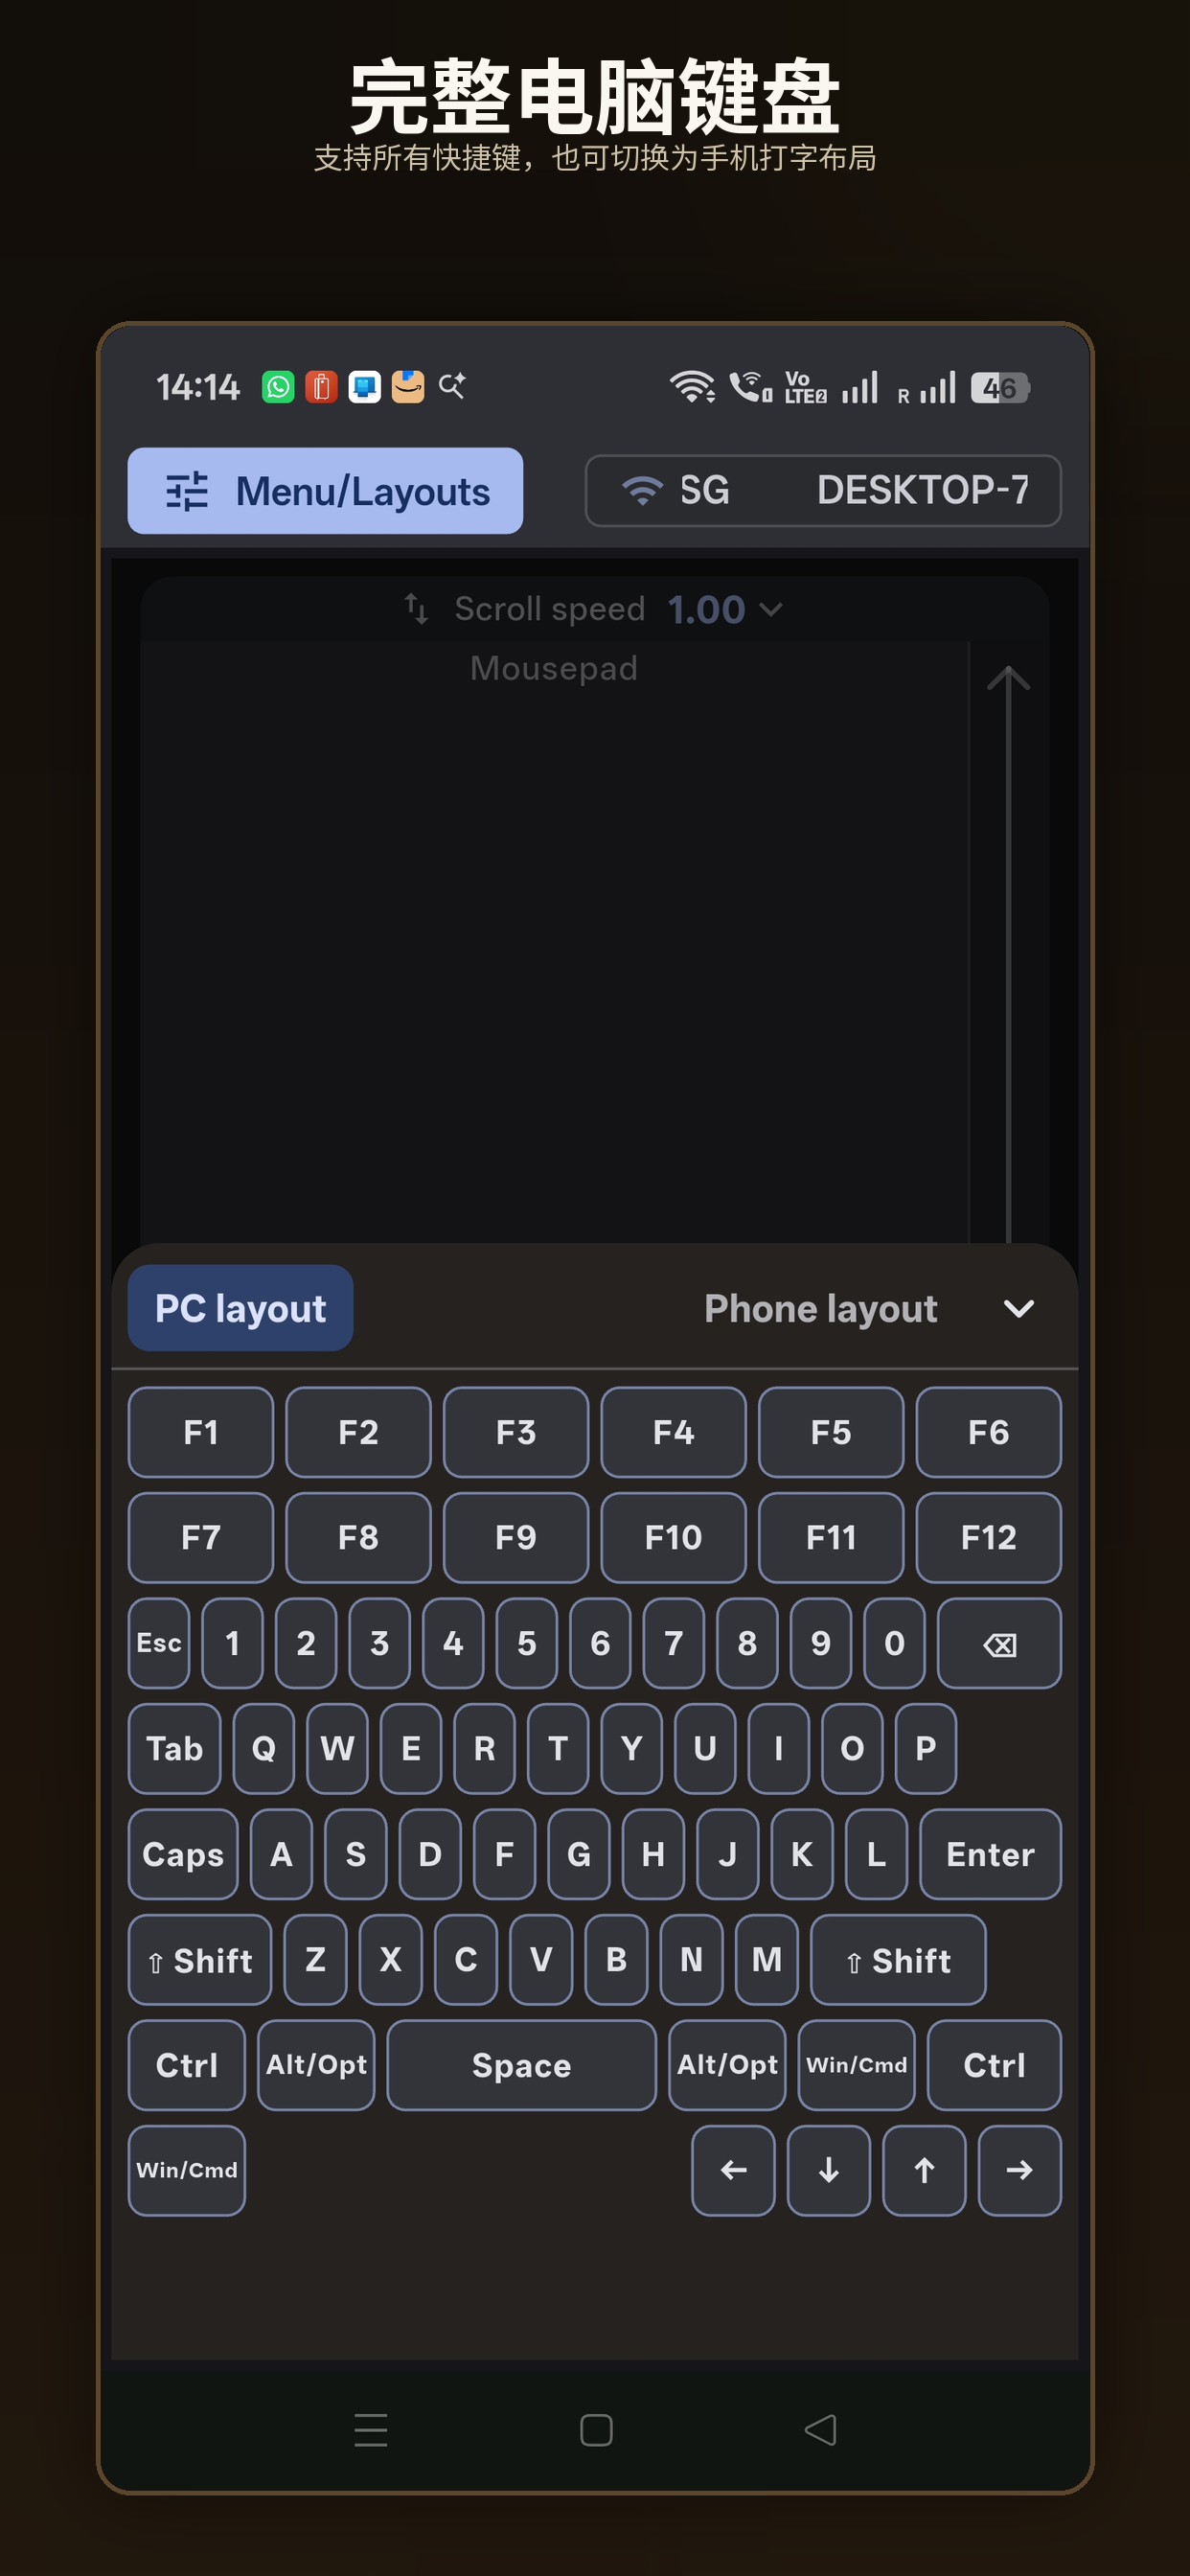 完整电脑键盘
支持所有快捷键，也可切换为手机打字布局
14:14 Vo LTE2 R 46
Menu/Layouts SG DESKTOP-7
Scroll speed 1.00
Mousepad
PC layout Phone layout
F1 F2 F3 F4 F5 F6
F7 F8 F9 F10 F11 F12
Esc 1 2 3 4 5 6 7 8 9 0
Tab Q W E R T Y U I O P
Caps A S D F G H J K L Enter
⇧ Shift Z X C V B N M ⇧ Shift
Ctrl Alt/Opt Space Alt/Opt Win/Cmd Ctrl
Win/Cmd ← ↓ ↑ →